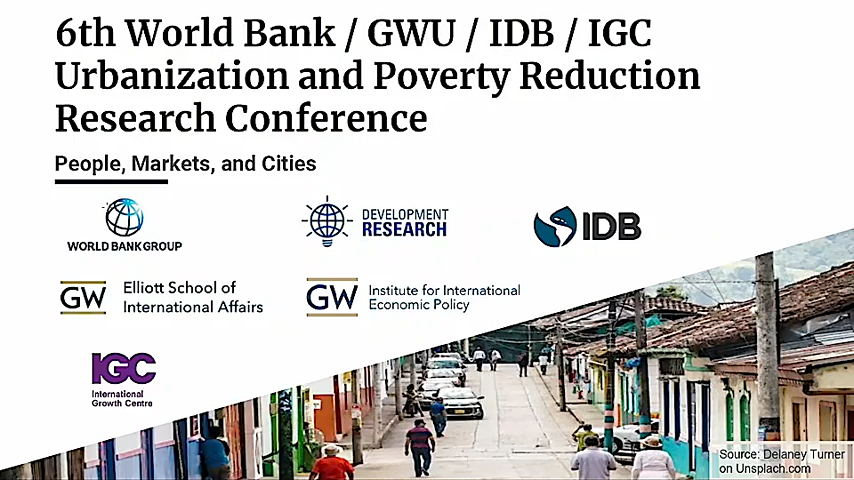 6th World Bank / GWU / IDB / IGC
Urbanization and Poverty Reduction
Research Conference
People, Markets, and Cities
WORLD BANK GROUP
DEVELOPMENT
RESEARCH
IDB
GW
Elliott School of
International Affairs
GW
Institute for International
Economic Policy
IGC
International
Growth Centre
Source: Delaney Turner
on Unsplach.com